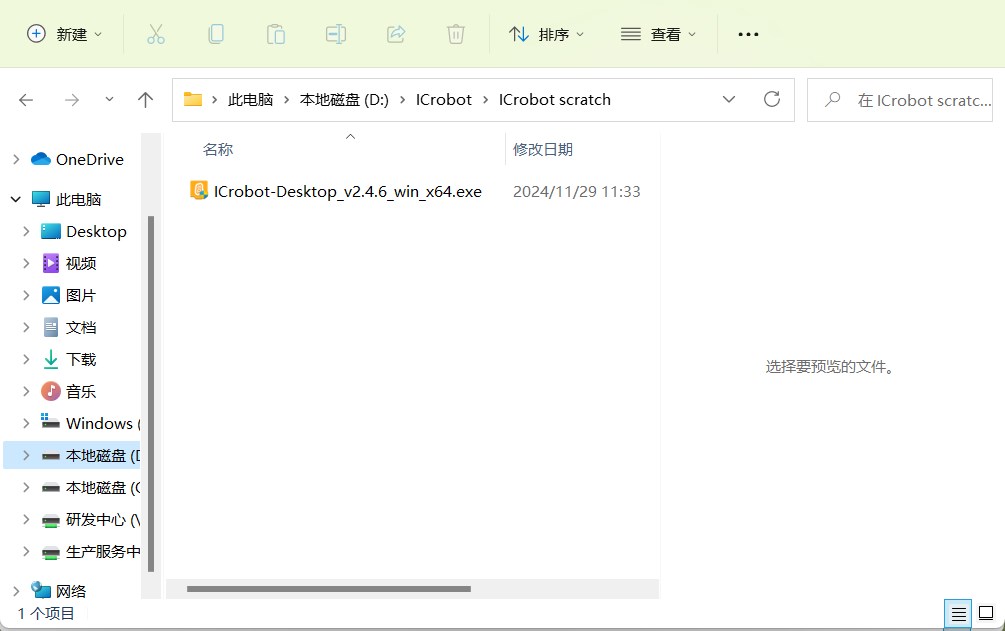 新建
排序
查看
此电脑 > 本地磁盘 (D:) > ICrobot > ICrobot scratch
在 ICrobot scratc...
OneDrive
此电脑
Desktop
视频
图片
文档
下载
音乐
Windows (
本地磁盘 (D
本地磁盘 (
研发中心 (\
生产服务中
网络
名称
修改日期
ICrobot-Desktop_v2.4.6_win_x64.exe
2024/11/29 11:33
选择要预览的文件。
1 个项目